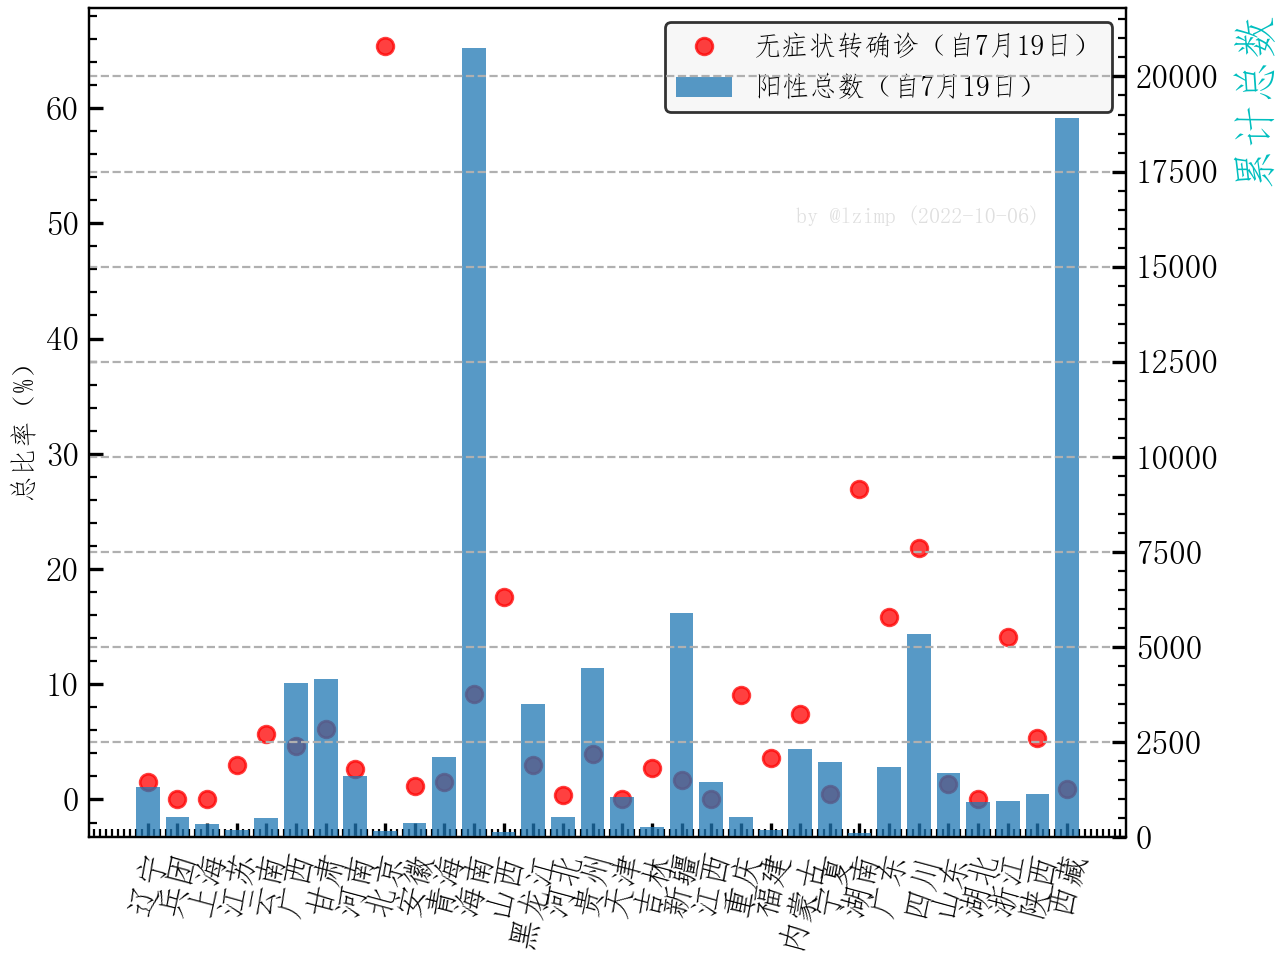 无症状转确诊（自7月19日）
阳性总数（自7月19日）
by @lzimp (2022-10-06)
总比率 (%)
60
50
40
30
20
10
0
累计总数
20000
17500
15000
12500
10000
7500
5000
2500
0
辽宁
兵团
上海
江苏
云南
广西
甘肃
河南
北京
安徽
青海
海南
山西
黑龙江
河北
贵州
天津
吉林
新疆
江西
重庆
福建
内蒙古
宁夏
湖南
广东
四川
山东
湖北
浙江
陕西
西藏